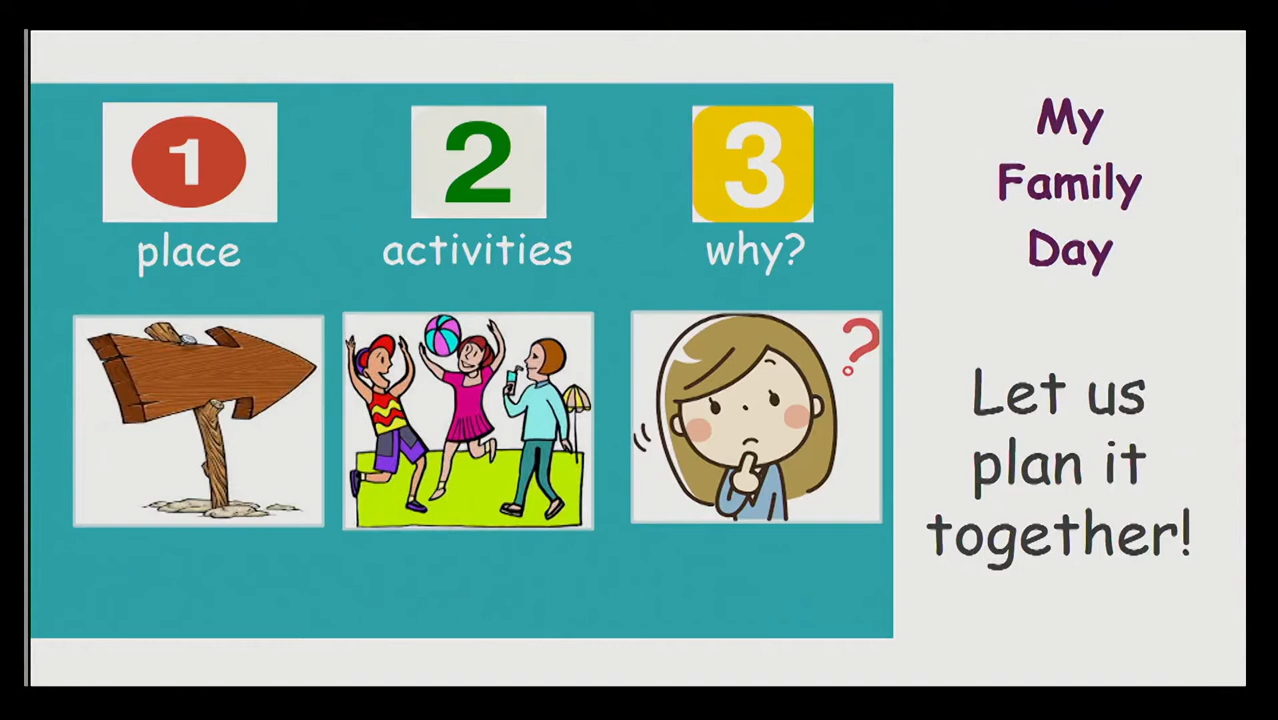 1
place
2
activities
3
why?
?
My
Family
Day
Let us
plan it
together!